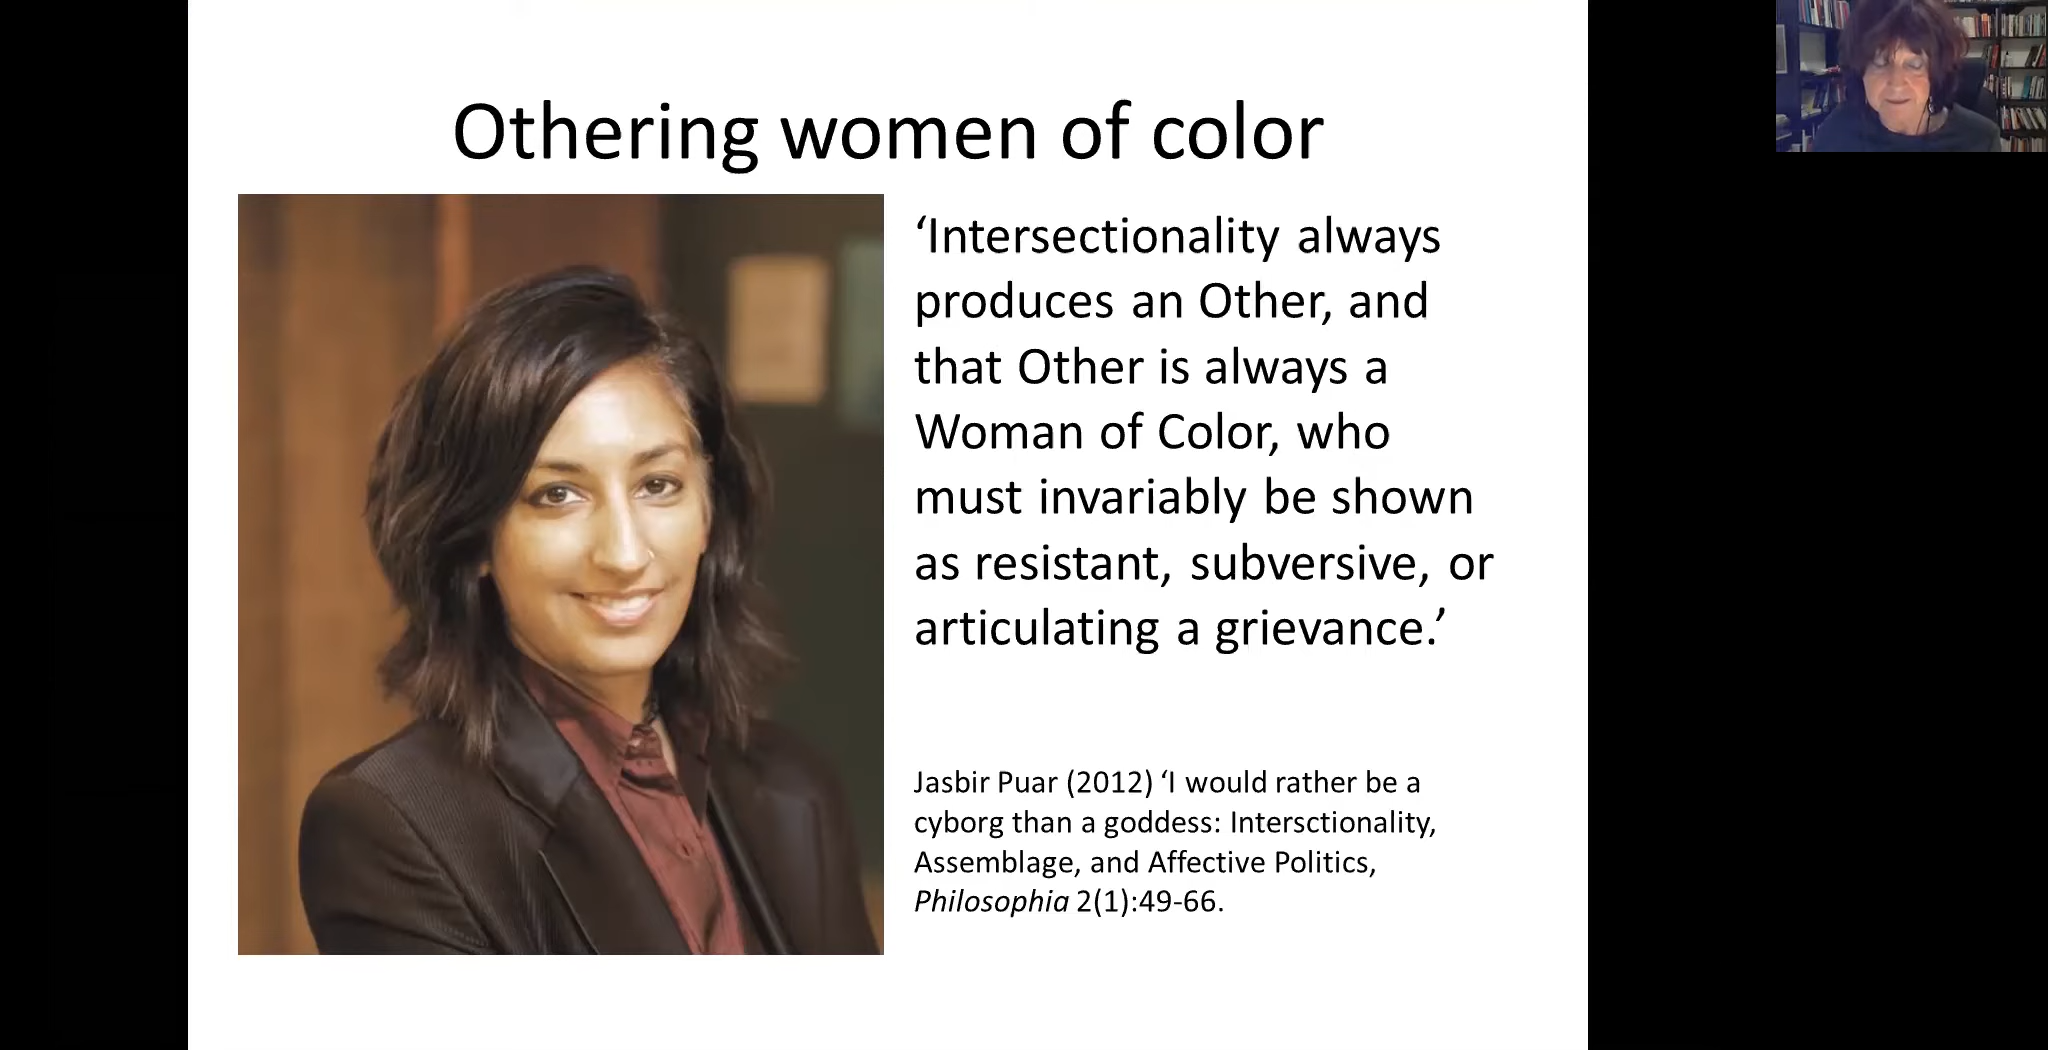 Othering women of color
‘Intersectionality always
produces an Other, and
that Other is always a
Woman of Color, who
must invariably be shown
as resistant, subversive, or
articulating a grievance.’
Jasbir Puar (2012) ‘I would rather be a
cyborg than a goddess: Intersctionality,
Assemblage, and Affective Politics,
Philosophia 2(1):49-66.